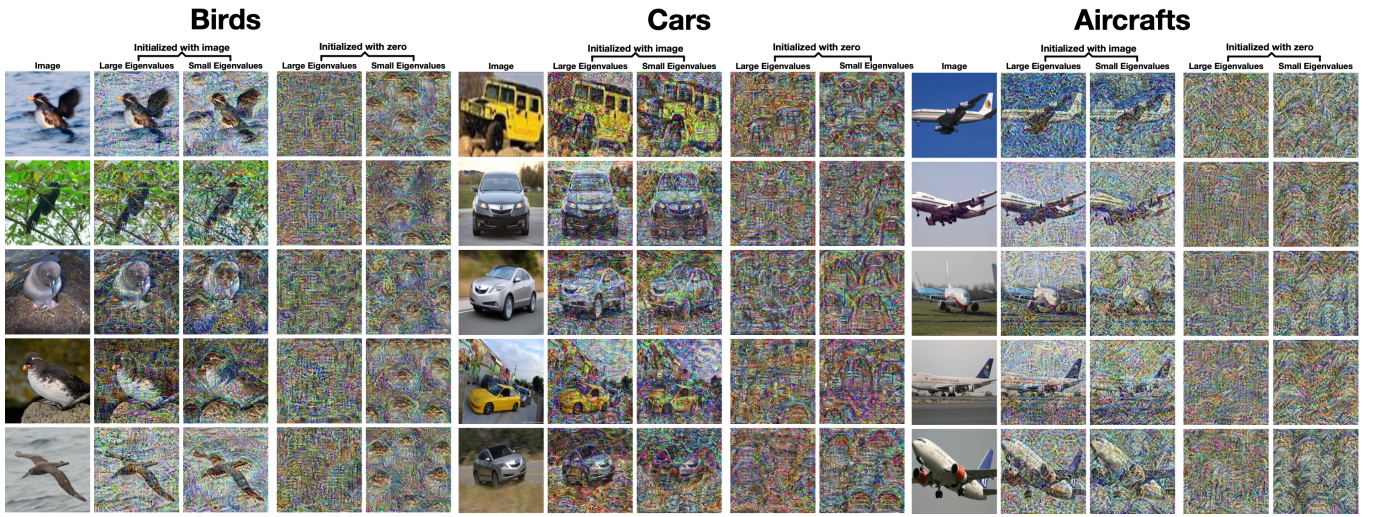 Birds Cars Aircrafts
Initialized with image Initialized with zero Initialized with image Initialized with zero Initialized with image Initialized with zero
Image Large Eigenvalues Small Eigenvalues Large Eigenvalues Small Eigenvalues Image Large Eigenvalues Small Eigenvalues Large Eigenvalues Small Eigenvalues Image Large Eigenvalues Small Eigenvalues Large Eigenvalues Small Eigenvalues